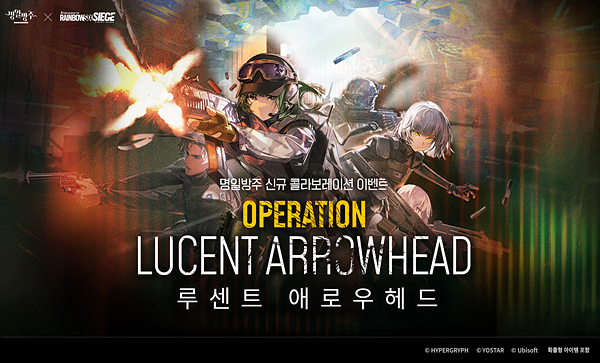 명일방주 × RAINBOW SIX SIEGE
명일방주 신규 콜라보레이션 이벤트
OPERATION
LUCENT ARROWHEAD
루센트 애로우헤드
© HYPERGRYPH © YOSTAR © Ubisoft 확률형 아이템 포함